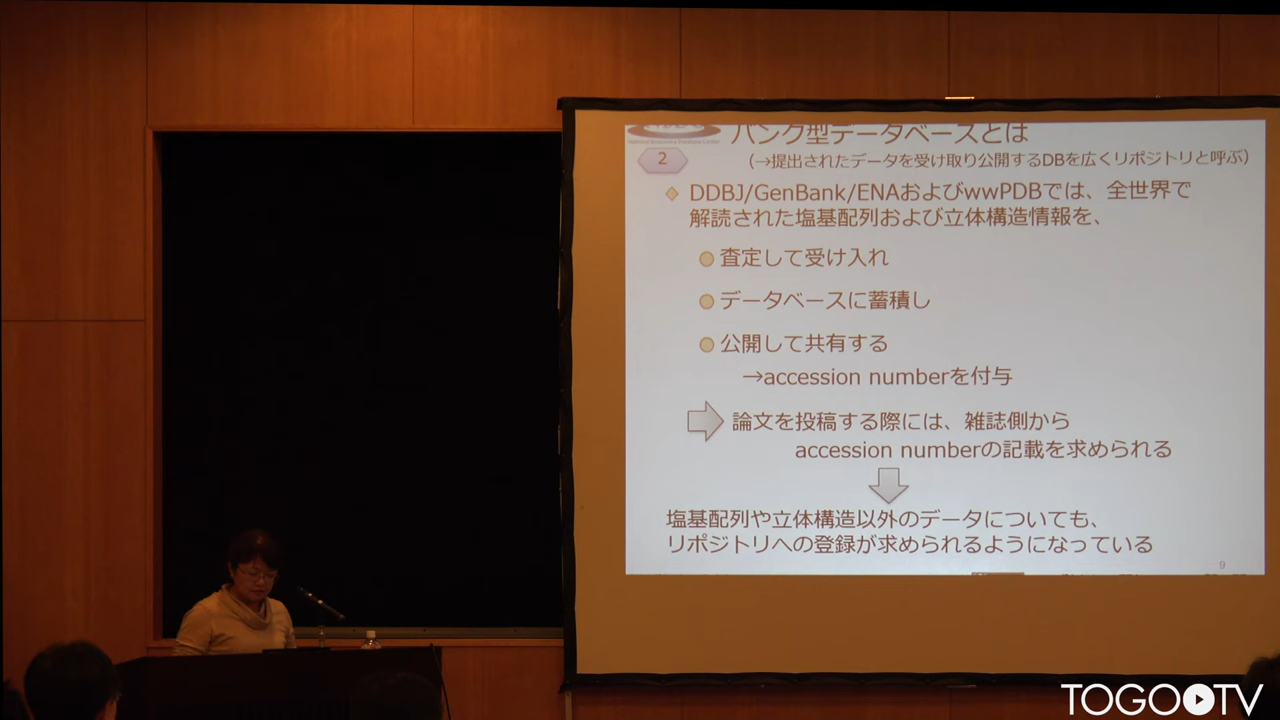 バンク型データベースとは
2
（→提出されたデータを受け取り公開するDBを広くリポジトリと呼ぶ）
DDBJ/GenBank/ENAおよびwwPDBでは、全世界で
解読された塩基配列および立体構造情報を、
査定して受け入れ
データベースに蓄積し
公開して共有する
→accession numberを付与
論文を投稿する際には、雑誌側から
accession numberの記載を求められる
塩基配列や立体構造以外のデータについても、
リポジトリへの登録が求められるようになっている
9
TOGOTV